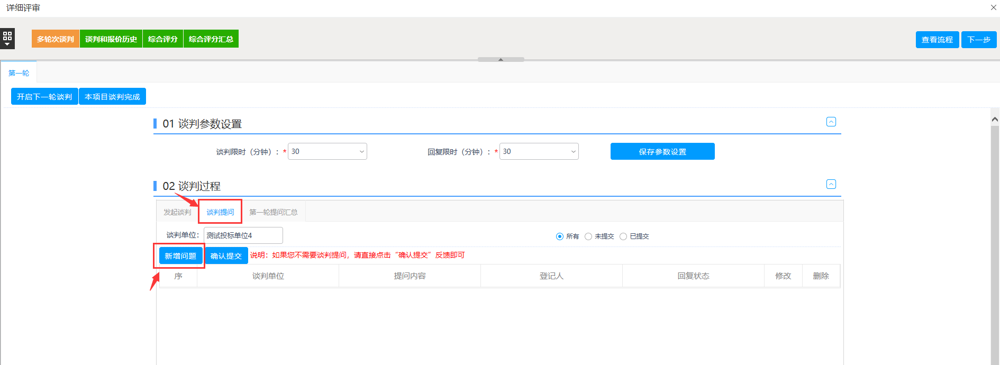 详细评审
多轮次谈判 谈判和报价历史 综合评分 综合评分汇总 查看流程 下一步
第一轮
开启下一轮谈判 本项目谈判完成
01 谈判参数设置
谈判限时（分钟）：* 30 回复限时（分钟）：* 30 保存参数设置
02 谈判过程
发起谈判 谈判提问 第一轮提问汇总
谈判单位： 测试投标单位4 所有 未提交 已提交
新增问题 确认提交 说明：如果您不需要谈判提问，请直接点击“确认提交”反馈即可
序 谈判单位 提问内容 登记人 回复状态 修改 删除